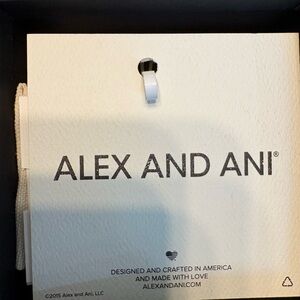 ALEX AND ANI®
DESIGNED AND CRAFTED IN AMERICA
AND MADE WITH LOVE
ALEXANDANI.COM
©2015 Alex and Ani, LLC